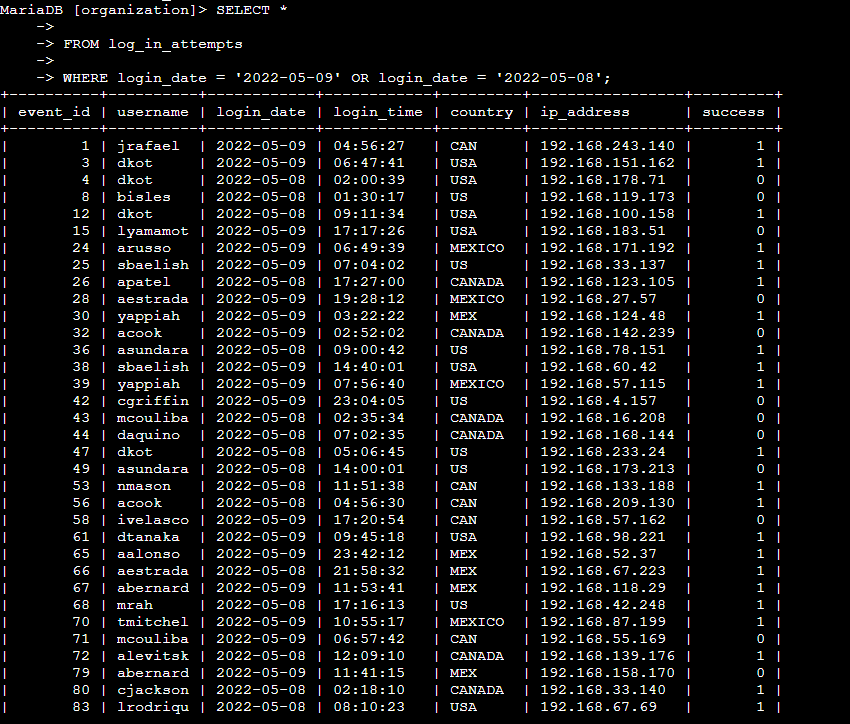 MariaDB [organization]> SELECT *
    ->
    -> FROM log_in_attempts
    ->
    -> WHERE login_date = '2022-05-09' OR login_date = '2022-05-08';
+----------+----------+------------+------------+---------+-----------------+---------+
| event_id | username | login_date | login_time | country | ip_address      | success |
+----------+----------+------------+------------+---------+-----------------+---------+
|        1 | jrafael  | 2022-05-09 | 04:56:27   | CAN     | 192.168.243.140 |       1 |
|        3 | dkot     | 2022-05-09 | 06:47:41   | USA     | 192.168.151.162 |       1 |
|        4 | dkot     | 2022-05-08 | 02:00:39   | USA     | 192.168.178.71  |       0 |
|        8 | bisles   | 2022-05-08 | 01:30:17   | US      | 192.168.119.173 |       0 |
|       12 | dkot     | 2022-05-08 | 09:11:34   | USA     | 192.168.100.158 |       1 |
|       15 | lyamamot | 2022-05-09 | 17:17:26   | USA     | 192.168.183.51  |       0 |
|       24 | arusso   | 2022-05-09 | 06:49:39   | MEXICO  | 192.168.171.192 |       1 |
|       25 | sbaelish | 2022-05-09 | 07:04:02   | US      | 192.168.33.137  |       1 |
|       26 | apatel   | 2022-05-08 | 17:27:00   | CANADA  | 192.168.123.105 |       1 |
|       28 | aestrada | 2022-05-09 | 19:28:12   | MEXICO  | 192.168.27.57   |       0 |
|       30 | yappiah  | 2022-05-09 | 03:22:22   | MEX     | 192.168.124.48  |       1 |
|       32 | acook    | 2022-05-09 | 02:52:02   | CANADA  | 192.168.142.239 |       0 |
|       36 | asundara | 2022-05-08 | 09:00:42   | US      | 192.168.78.151  |       1 |
|       38 | sbaelish | 2022-05-09 | 14:40:01   | USA     | 192.168.60.42   |       1 |
|       39 | yappiah  | 2022-05-09 | 07:56:40   | MEXICO  | 192.168.57.115  |       1 |
|       42 | cgriffin | 2022-05-09 | 23:04:05   | US      | 192.168.4.157   |       0 |
|       43 | mcouliba | 2022-05-08 | 02:35:34   | CANADA  | 192.168.16.208  |       0 |
|       44 | daquino  | 2022-05-08 | 07:02:35   | CANADA  | 192.168.168.144 |       0 |
|       47 | dkot     | 2022-05-08 | 05:06:45   | US      | 192.168.233.24  |       1 |
|       49 | asundara | 2022-05-08 | 14:00:01   | US      | 192.168.173.213 |       0 |
|       53 | nmason   | 2022-05-08 | 11:51:38   | CAN     | 192.168.133.188 |       1 |
|       56 | acook    | 2022-05-08 | 04:56:30   | CAN     | 192.168.209.130 |       1 |
|       58 | ivelasco | 2022-05-09 | 17:20:54   | CAN     | 192.168.57.162  |       0 |
|       61 | dtanaka  | 2022-05-09 | 09:45:18   | USA     | 192.168.98.221  |       1 |
|       65 | aalonso  | 2022-05-09 | 23:42:12   | MEX     | 192.168.52.37   |       1 |
|       66 | aestrada | 2022-05-08 | 21:58:32   | MEX     | 192.168.67.223  |       1 |
|       67 | abernard | 2022-05-09 | 11:53:41   | MEX     | 192.168.118.29  |       1 |
|       68 | mrah     | 2022-05-08 | 17:16:13   | US      | 192.168.42.248  |       1 |
|       70 | tmitchel | 2022-05-09 | 10:55:17   | MEXICO  | 192.168.87.199  |       1 |
|       71 | mcouliba | 2022-05-09 | 06:57:42   | CAN     | 192.168.55.169  |       0 |
|       72 | alevitsk | 2022-05-08 | 12:09:10   | CANADA  | 192.168.139.176 |       1 |
|       79 | abernard | 2022-05-09 | 11:41:15   | MEX     | 192.168.158.170 |       0 |
|       80 | cjackson | 2022-05-08 | 02:18:10   | CANADA  | 192.168.33.140  |       1 |
|       83 | lrodriqu | 2022-05-08 | 08:10:23   | USA     | 192.168.67.69   |       1 |